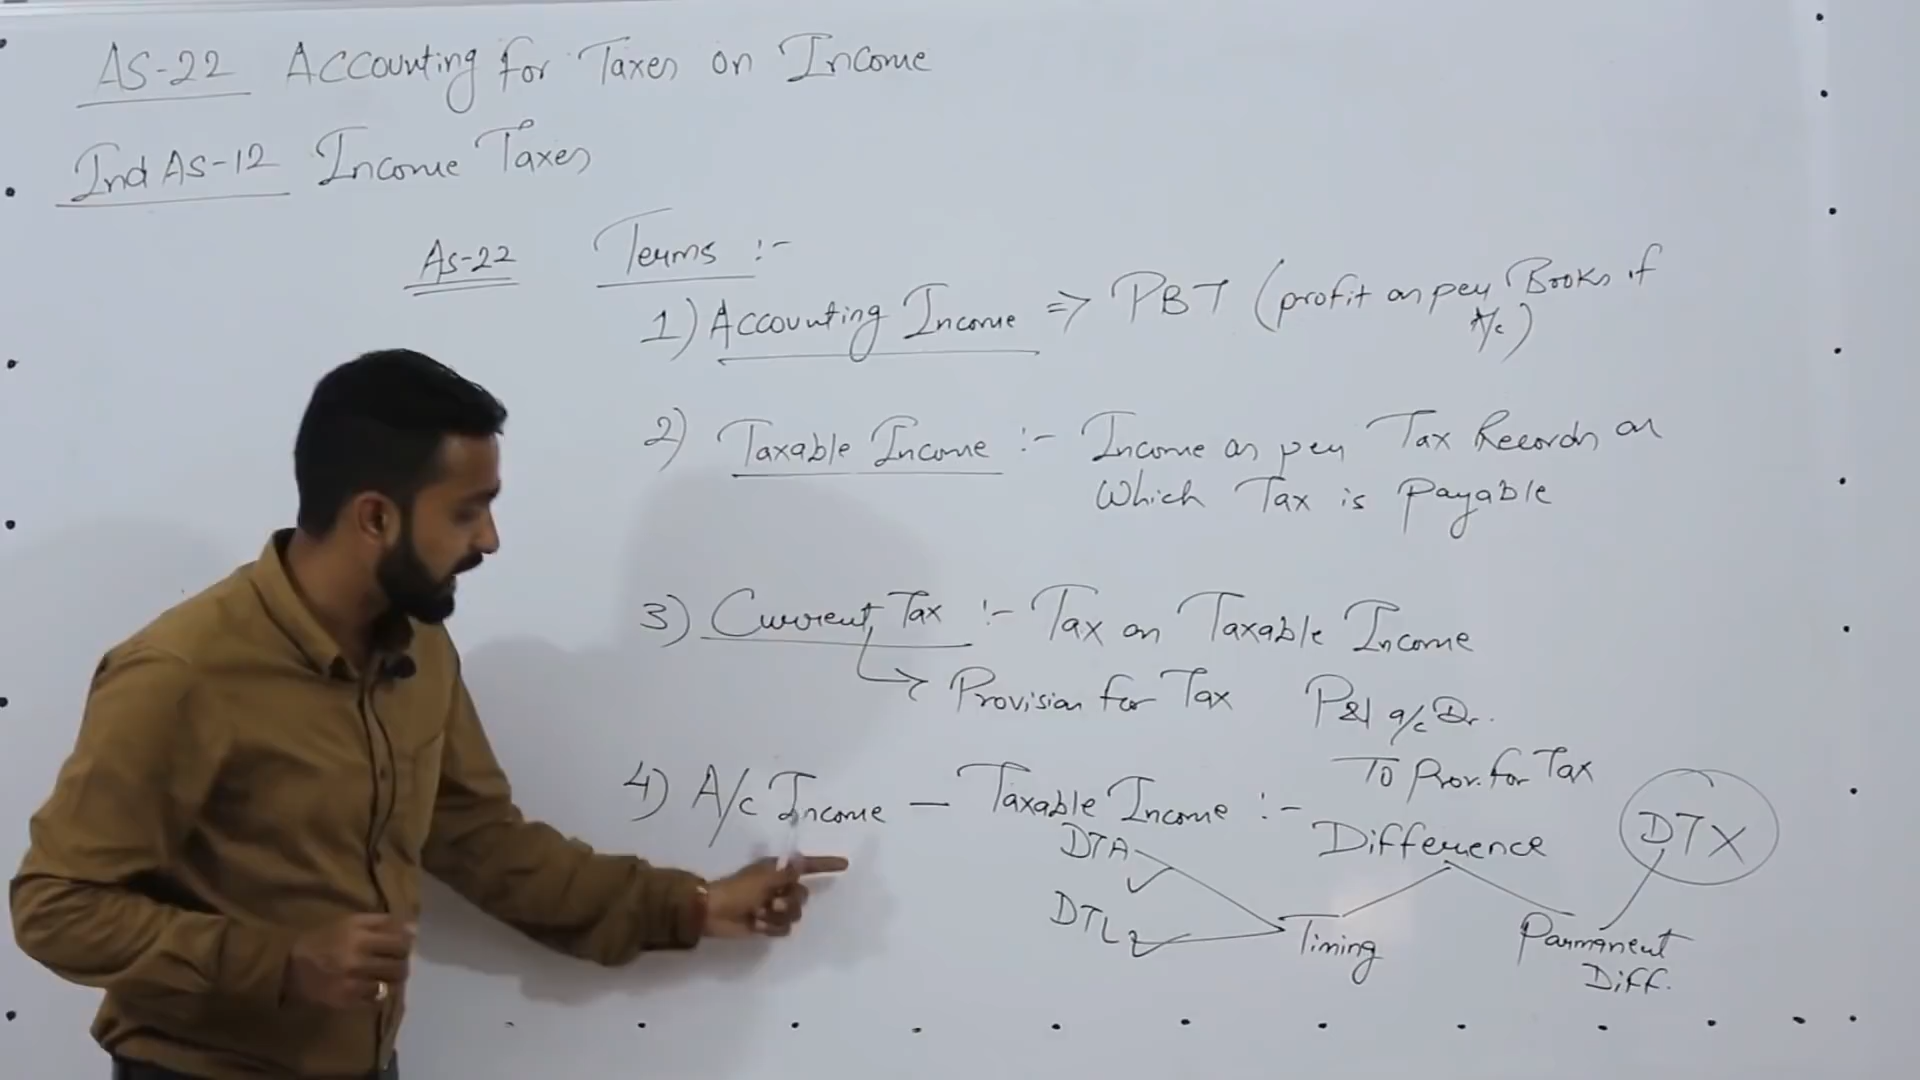 AS-22 Accounting for Taxes on Income
Ind AS-12 Income Taxes
As-22 Terms :-
1) Accounting Income => PBT (profit as per Books of
A/c)
2) Taxable Income :- Income as per Tax Records on
Which Tax is Payable
3) Current Tax :- Tax on Taxable Income
Provision for Tax P&l a/c Dr.
To Prov. for Tax
4) A/c Income - Taxable Income :-
Difference
DTX
DTA
DTL
Timing
Parmanent
Diff.